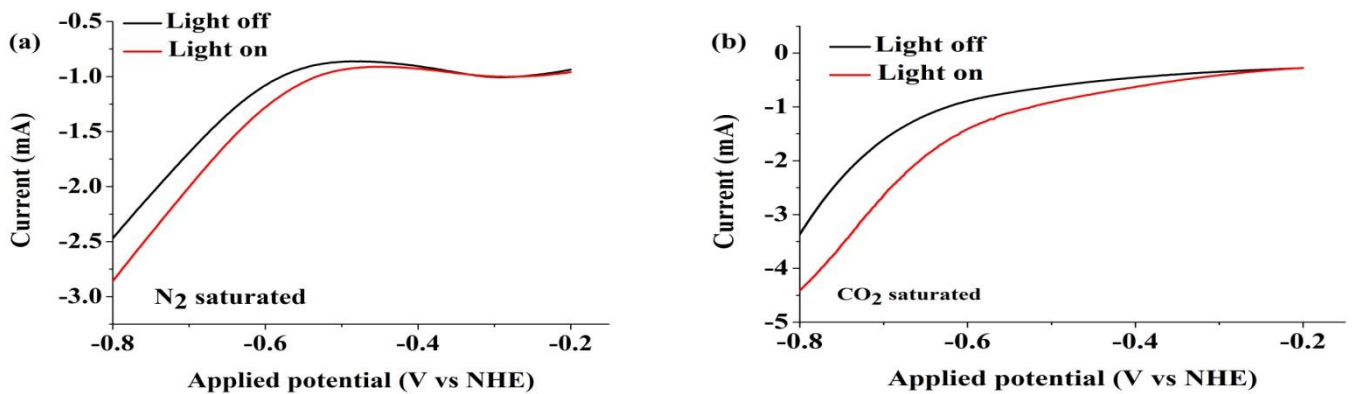 (a)
Light off
Light on
-0.5
-1.0
-1.5
-2.0
-2.5
-3.0
Current (mA)
N2 saturated
-0.8
-0.6
-0.4
-0.2
Applied potential (V vs NHE)
(b)
Light off
Light on
0
-1
-2
-3
-4
-5
Current (mA)
CO2 saturated
-0.8
-0.6
-0.4
-0.2
Applied potential (V vs NHE)